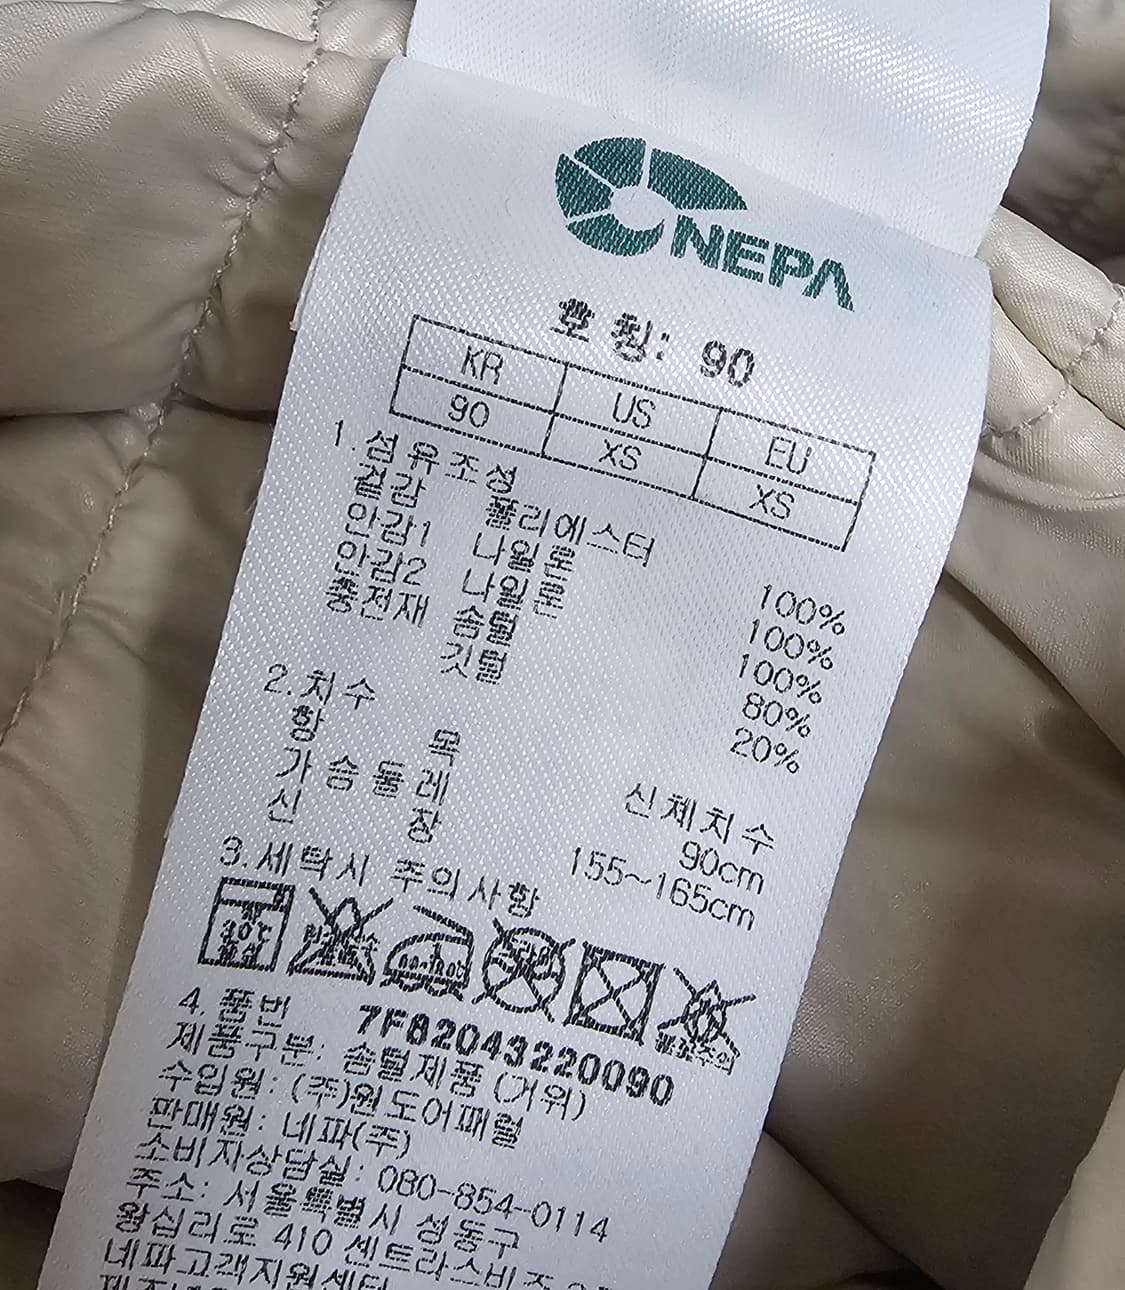 NEPA
호 칭: 90
KR US EU
90 XS XS
1.섬유조성
겉감 폴리에스터 100%
안감1 나일론 100%
안감2 나일론 100%
충전재 솜털 80%
깃털 20%
2.치수
항 목 신체치수
가슴둘레 90cm
신 장 155~165cm
3.세탁시 주의사항
4.품번 7F82043220090
제품구분: 솜털제품(거위)
수입원: (주)원도어패럴
판매원: 네파(주)
소비자상담실: 080-854-0114
주소: 서울특별시 성동구
왕십리로 410 센트라스비즈
네파고객지원센터